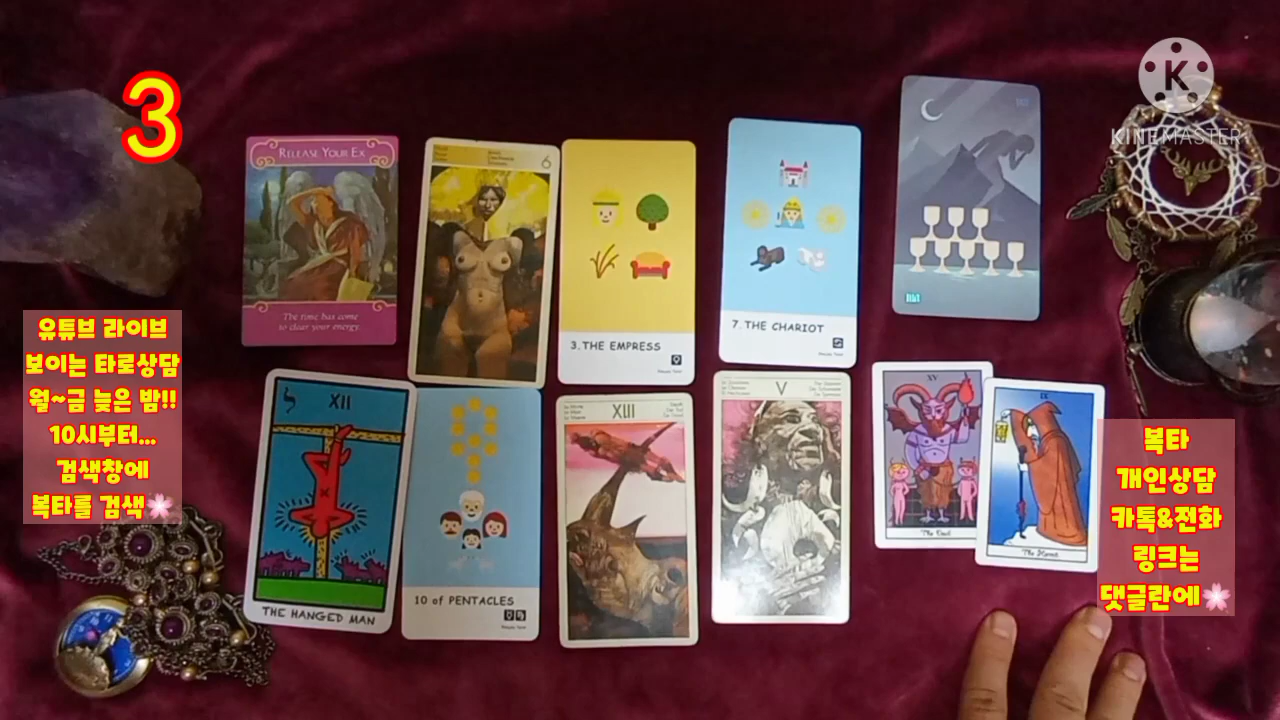 3
KINEMASTER
RELEASE YOUR EX
The time has come
to clear your energy.
6
3. THE EMPRESS
7. THE CHARIOT
유튜브 라이브
보이는 타로상담
월~금 늦은 밤!!
10시부터...
검색창에
복타를 검색🌸
XII
THE HANGED MAN
10 of PENTACLES
XIII
V
XV
The Devil
IX
The Hermit
복타
개인상담
카톡&전화
링크는
댓글란에🌸